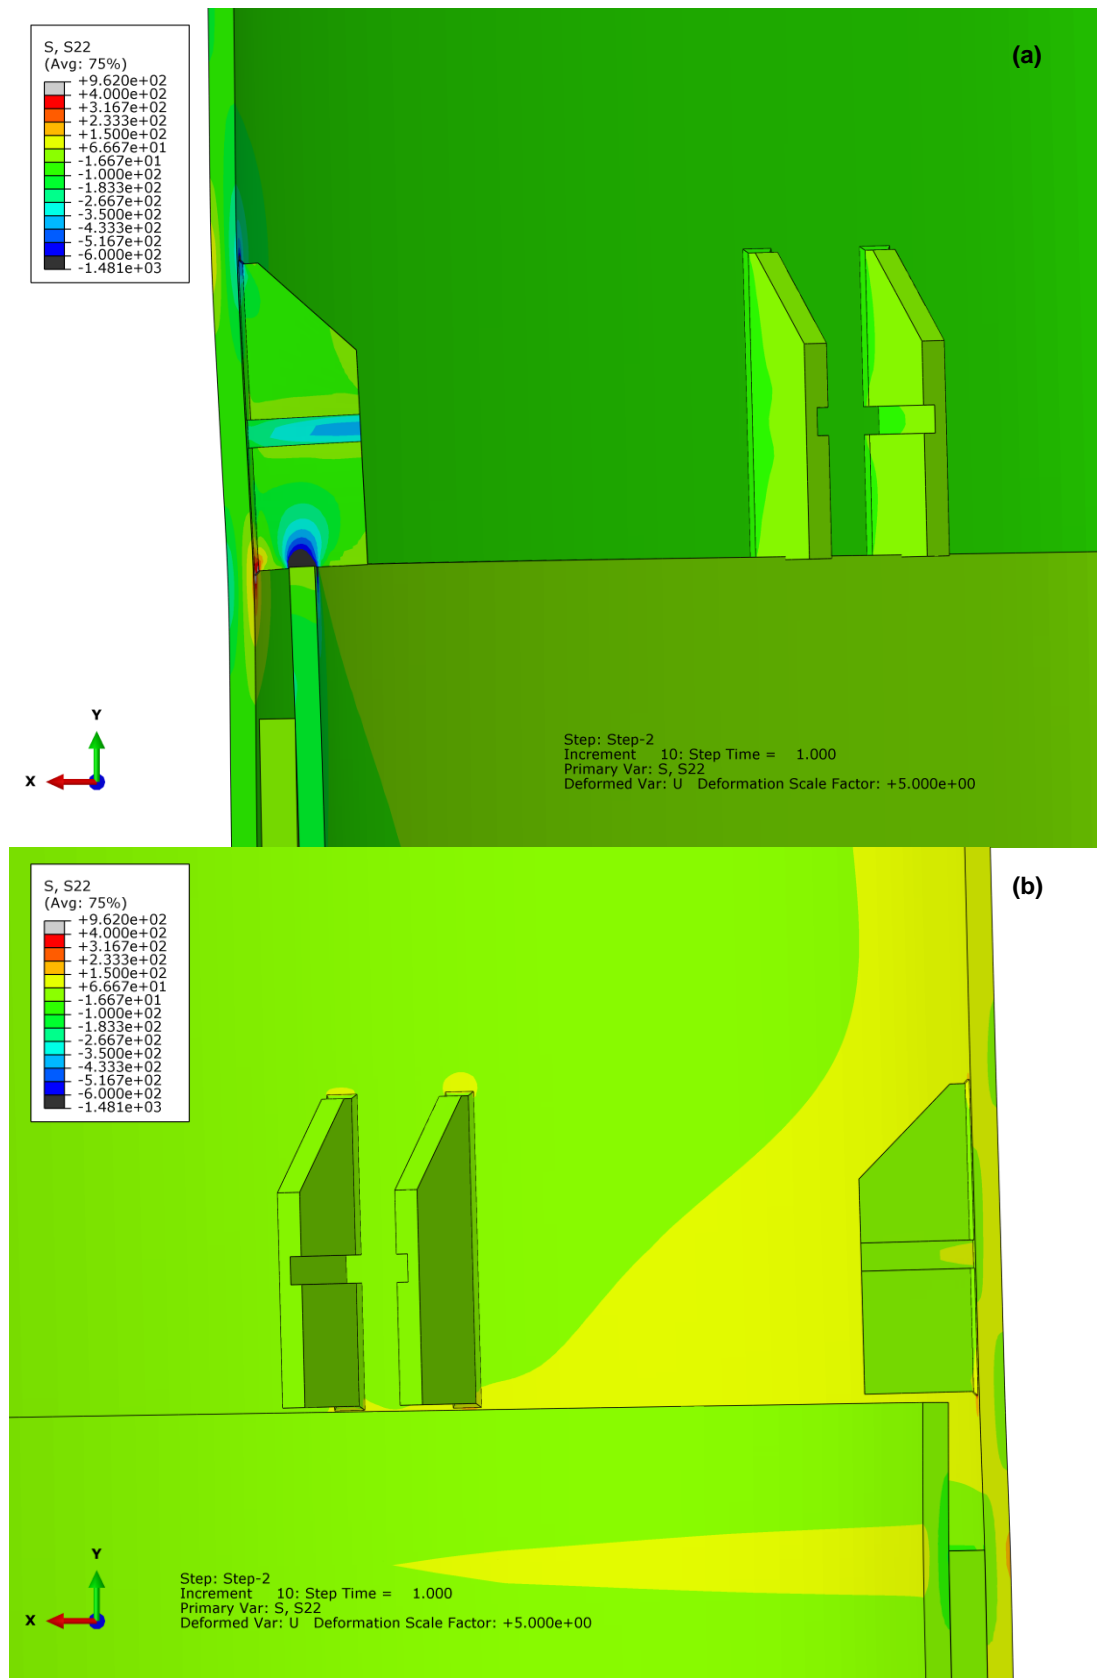 (a)
S, S22
(Avg: 75%)
+9.620e+02
+4.000e+02
+3.167e+02
+2.333e+02
+1.500e+02
+6.667e+01
-1.667e+01
-1.000e+02
-1.833e+02
-2.667e+02
-3.500e+02
-4.333e+02
-5.167e+02
-6.000e+02
-1.481e+03
Y
X
Step: Step-2
Increment 10: Step Time = 1.000
Primary Var: S, S22
Deformed Var: U Deformation Scale Factor: +5.000e+00
(b)
S, S22
(Avg: 75%)
+9.620e+02
+4.000e+02
+3.167e+02
+2.333e+02
+1.500e+02
+6.667e+01
-1.667e+01
-1.000e+02
-1.833e+02
-2.667e+02
-3.500e+02
-4.333e+02
-5.167e+02
-6.000e+02
-1.481e+03
Y
X
Step: Step-2
Increment 10: Step Time = 1.000
Primary Var: S, S22
Deformed Var: U Deformation Scale Factor: +5.000e+00